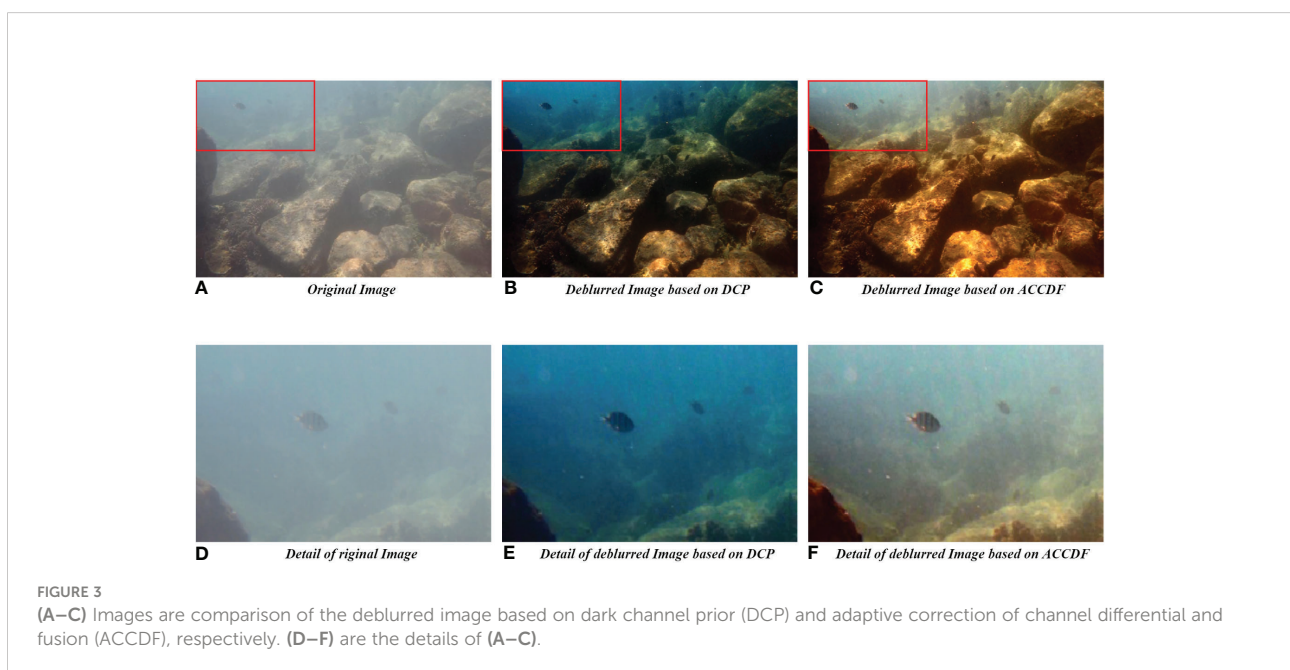 A
Original Image
B
Deblurred Image based on DCP
C
Deblurred Image based on ACCDF
D
Detail of riginal Image
E
Detail of deblurred Image based on DCP
F
Detail of deblurred Image based on ACCDF
FIGURE 3
(A–C) Images are comparison of the deblurred image based on dark channel prior (DCP) and adaptive correction of channel differential and
fusion (ACCDF), respectively. (D–F) are the details of (A–C).